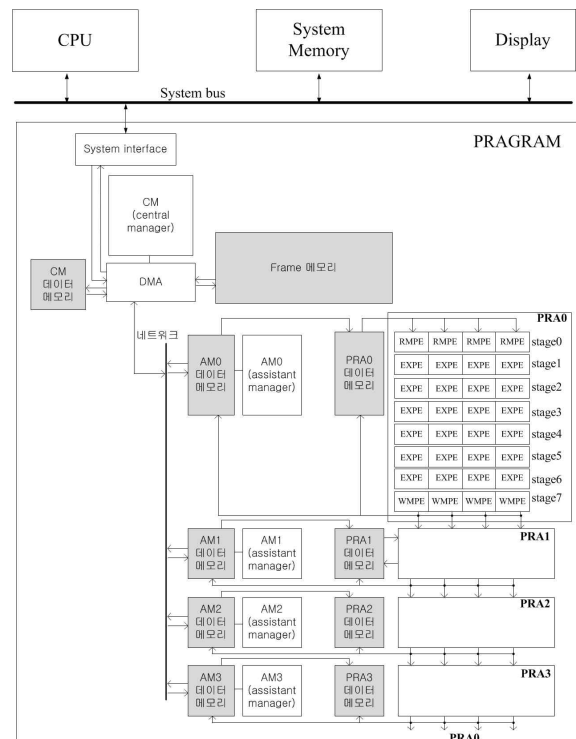 CPU
System
Memory
Display
System bus
PRAGRAM
System interface
CM
(central
manager)
CM
데이터
메모리
DMA
Frame 메모리
네트워크
AM0
데이터
메모리
AM0
(assistant
manager)
PRA0
데이터
메모리
PRA0
RMPE RMPE RMPE RMPE stage0
EXPE EXPE EXPE EXPE stage1
EXPE EXPE EXPE EXPE stage2
EXPE EXPE EXPE EXPE stage3
EXPE EXPE EXPE EXPE stage4
EXPE EXPE EXPE EXPE stage5
EXPE EXPE EXPE EXPE stage6
WMPE WMPE WMPE WMPE stage7
AM1
데이터
메모리
AM1
(assistant
manager)
PRA1
데이터
메모리
PRA1
AM2
데이터
메모리
AM2
(assistant
manager)
PRA2
데이터
메모리
PRA2
AM3
데이터
메모리
AM3
(assistant
manager)
PRA3
데이터
메모리
PRA3
PRA0